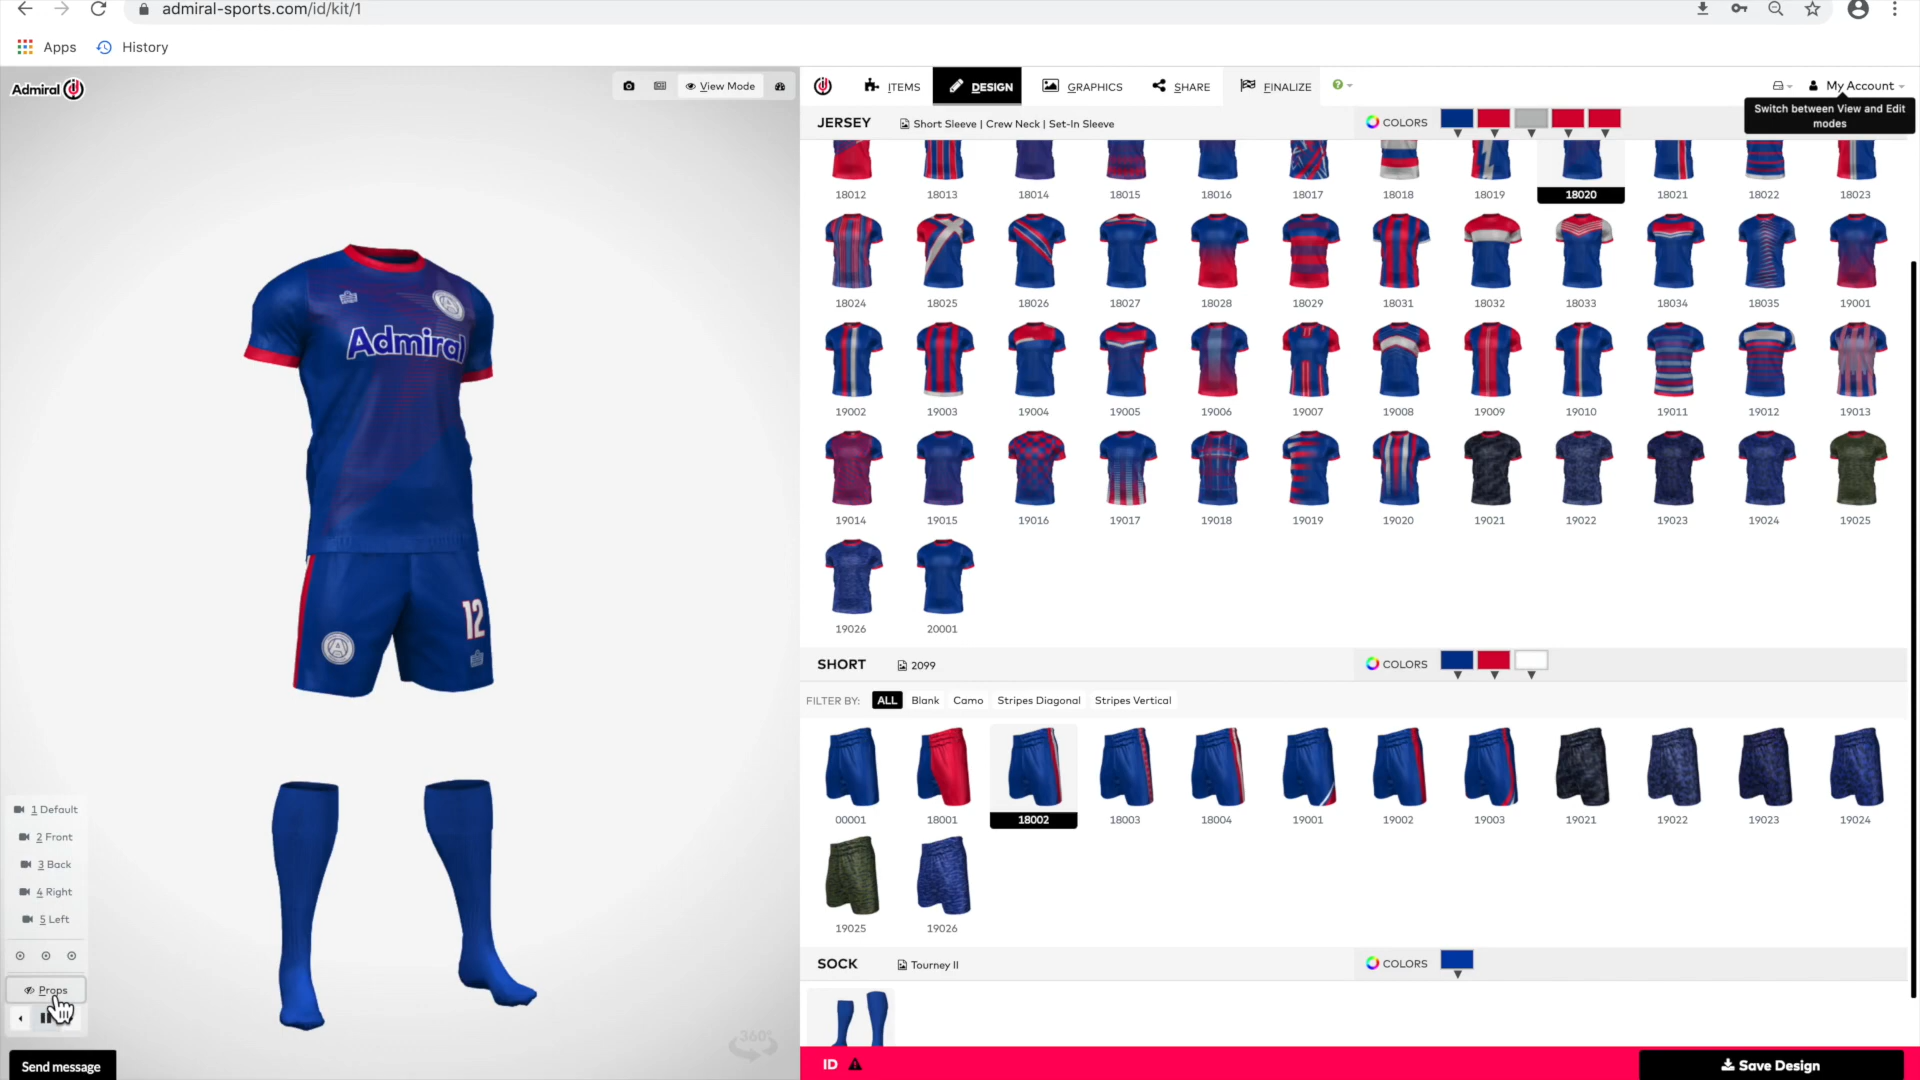 admiral-sports.com/id/kit/1
Apps
History
Admiral
View Mode
ITEMS
DESIGN
GRAPHICS
SHARE
FINALIZE
My Account
Switch between View and Edit
modes
JERSEY
Short Sleeve | Crew Neck | Set-In Sleeve
COLORS
18012 18013 18014 18015 18016 18017 18018 18019 18020 18021 18022 18023
18024 18025 18026 18027 18028 18029 18031 18032 18033 18034 18035 19001
19002 19003 19004 19005 19006 19007 19008 19009 19010 19011 19012 19013
19014 19015 19016 19017 19018 19019 19020 19021 19022 19023 19024 19025
19026 20001
SHORT
2099
COLORS
FILTER BY: ALL Blank Camo Stripes Diagonal Stripes Vertical
00001 18001 18002 18003 18004 19001 19002 19003 19021 19022 19023 19024
19025 19026
SOCK
Tourney II
COLORS
ID
Save Design
Admiral
12
1 Default
2 Front
3 Back
4 Right
5 Left
Props
360°
Send message